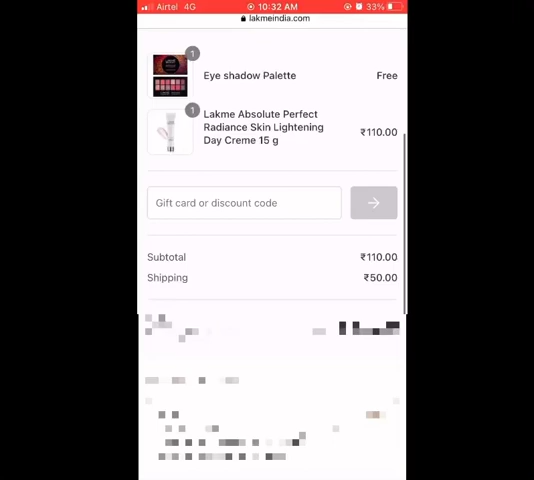 Airtel 4G 10:32 AM 33%
lakmeindia.com
1
Eye shadow Palette Free
1
Lakme Absolute Perfect
Radiance Skin Lightening
Day Creme 15 g
₹110.00
Gift card or discount code
Subtotal ₹110.00
Shipping ₹50.00